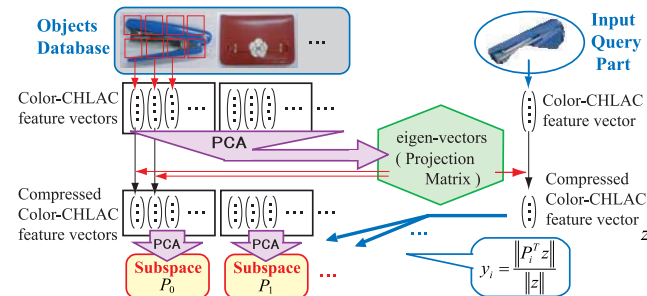 Objects
Database
...
Input
Query
Part
Color-CHLAC
feature vectors
...
...
PCA
eigen-vectors
( Projection
Matrix )
Color-CHLAC
feature vector
Compressed
Color-CHLAC
feature vectors
...
...
Compressed
Color-CHLAC
feature vector
z
PCA
PCA
...
Subspace
P₀
Subspace
P₁
...
yᵢ = ‖Pᵢᵀ z‖ / ‖z‖